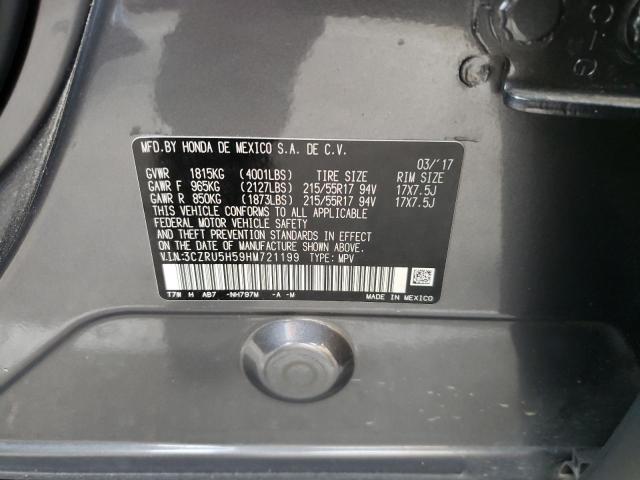 MFD.BY HONDA DE MEXICO S.A. DE C.V.
03/'17
GVWR 1815KG (4001LBS) TIRE SIZE RIM SIZE
GAWR F 965KG (2127LBS) 215/55R17 94V 17X7.5J
GAWR R 850KG (1873LBS) 215/55R17 94V 17X7.5J
THIS VEHICLE CONFORMS TO ALL APPLICABLE
FEDERAL MOTOR VEHICLE SAFETY
AND THEFT PREVENTION STANDARDS IN EFFECT ON
THE DATE OF MANUFACTURE SHOWN ABOVE.
V.I.N.:3CZRU5H59HM721199 TYPE: MPV
T7W H AB7 -NH797M -A -M
MADE IN MEXICO